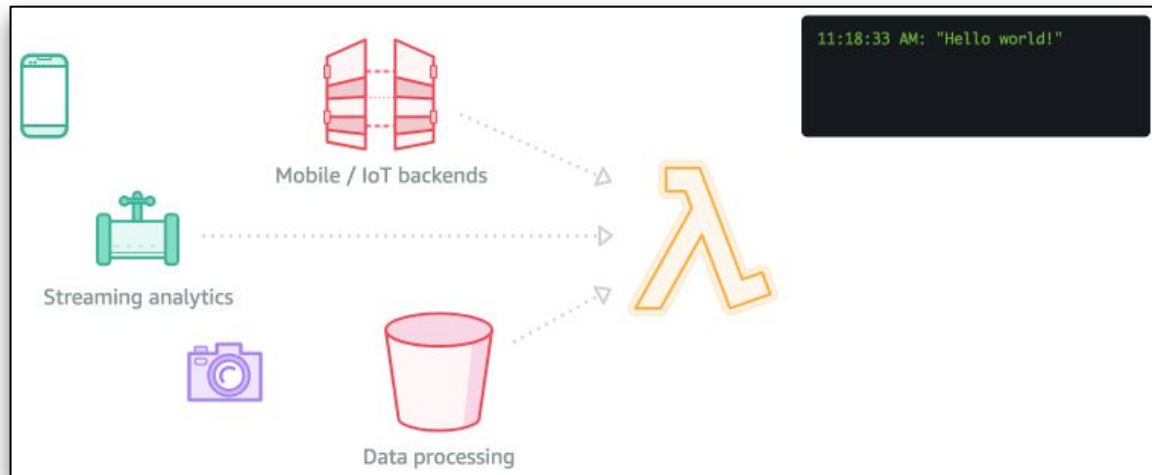 11:18:33 AM: "Hello world!"
Mobile / IoT backends
Streaming analytics
Data processing